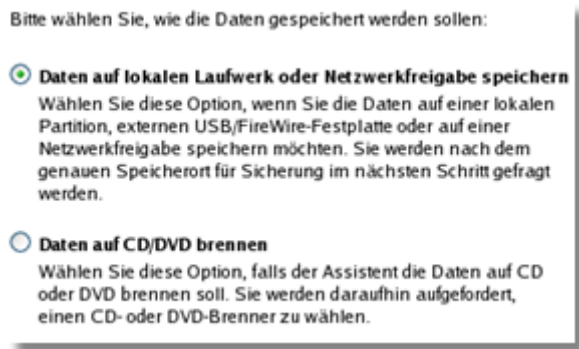 Bitte wählen Sie, wie die Daten gespeichert werden sollen:
Daten auf lokalen Laufwerk oder Netzwerkfreigabe speichern
Wählen Sie diese Option, wenn Sie die Daten auf einer lokalen
Partition, externen USB/FireWire-Festplatte oder auf einer
Netzwerkfreigabe speichern möchten. Sie werden nach dem
genauen Speicherort für Sicherung im nächsten Schritt gefragt
werden.
Daten auf CD/DVD brennen
Wählen Sie diese Option, falls der Assistent die Daten auf CD
oder DVD brennen soll. Sie werden daraufhin aufgefordert,
einen CD- oder DVD-Brenner zu wählen.